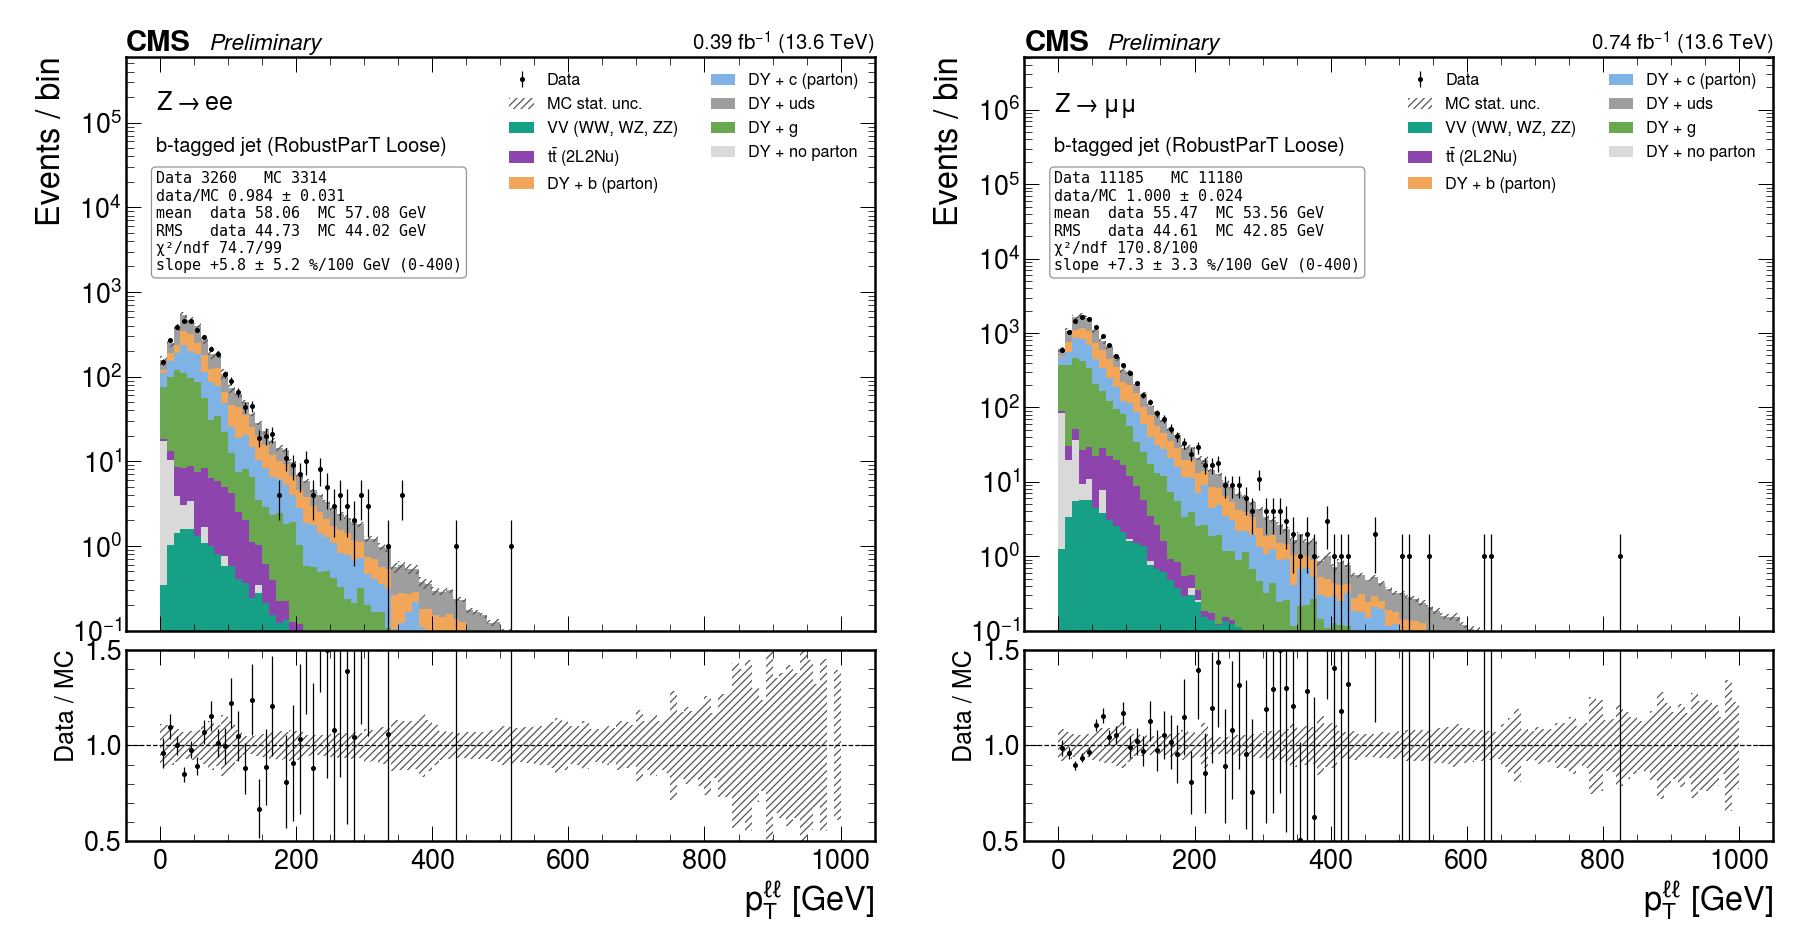 CMS Preliminary 0.39 fb⁻¹ (13.6 TeV)
Events / bin
Z → ee
b-tagged jet (RobustParT Loose)
Data 3260 MC 3314
data/MC 0.984 ± 0.031
mean data 58.06 MC 57.08 GeV
RMS data 44.73 MC 44.02 GeV
χ²/ndf 74.7/99
slope +5.8 ± 5.2 %/100 GeV (0-400)
Data
MC stat. unc.
VV (WW, WZ, ZZ)
tt̄ (2L2Nu)
DY + b (parton)
DY + c (parton)
DY + uds
DY + g
DY + no parton
10⁵
10⁴
10³
10²
10¹
10⁰
10⁻¹
Data / MC
1.5
1.0
0.5
0 200 400 600 800 1000
p_T^ℓℓ [GeV]
CMS Preliminary 0.74 fb⁻¹ (13.6 TeV)
Events / bin
Z → μμ
b-tagged jet (RobustParT Loose)
Data 11185 MC 11180
data/MC 1.000 ± 0.024
mean data 55.47 MC 53.56 GeV
RMS data 44.61 MC 42.85 GeV
χ²/ndf 170.8/100
slope +7.3 ± 3.3 %/100 GeV (0-400)
Data
MC stat. unc.
VV (WW, WZ, ZZ)
tt̄ (2L2Nu)
DY + b (parton)
DY + c (parton)
DY + uds
DY + g
DY + no parton
10⁶
10⁵
10⁴
10³
10²
10¹
10⁰
10⁻¹
Data / MC
1.5
1.0
0.5
0 200 400 600 800 1000
p_T^ℓℓ [GeV]